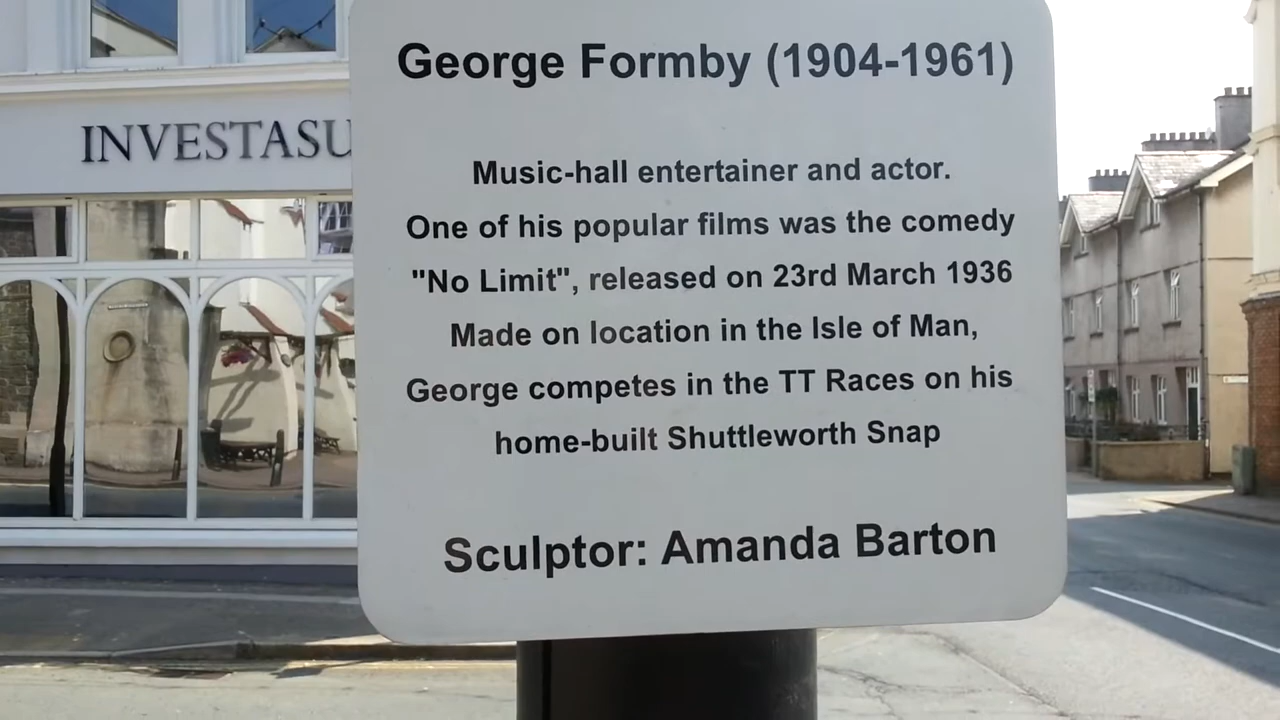 George Formby (1904-1961)
INVESTASU
Music-hall entertainer and actor.
One of his popular films was the comedy
"No Limit", released on 23rd March 1936
Made on location in the Isle of Man,
George competes in the TT Races on his
home-built Shuttleworth Snap
Sculptor: Amanda Barton